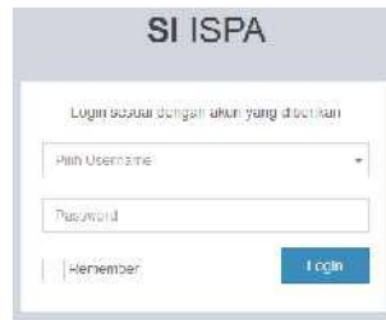 SI ISPA
Login sesuai dengan akun yang diberikan
Pilih Username
Password
Remember
Login